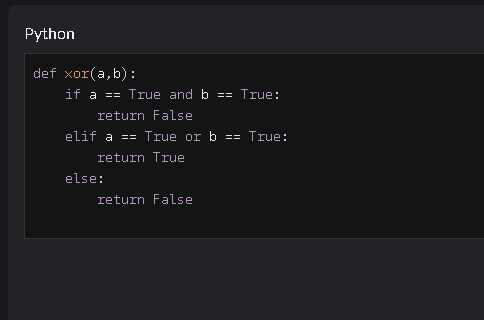 Python
def xor(a,b):
    if a == True and b == True:
        return False
    elif a == True or b == True:
        return True
    else:
        return False